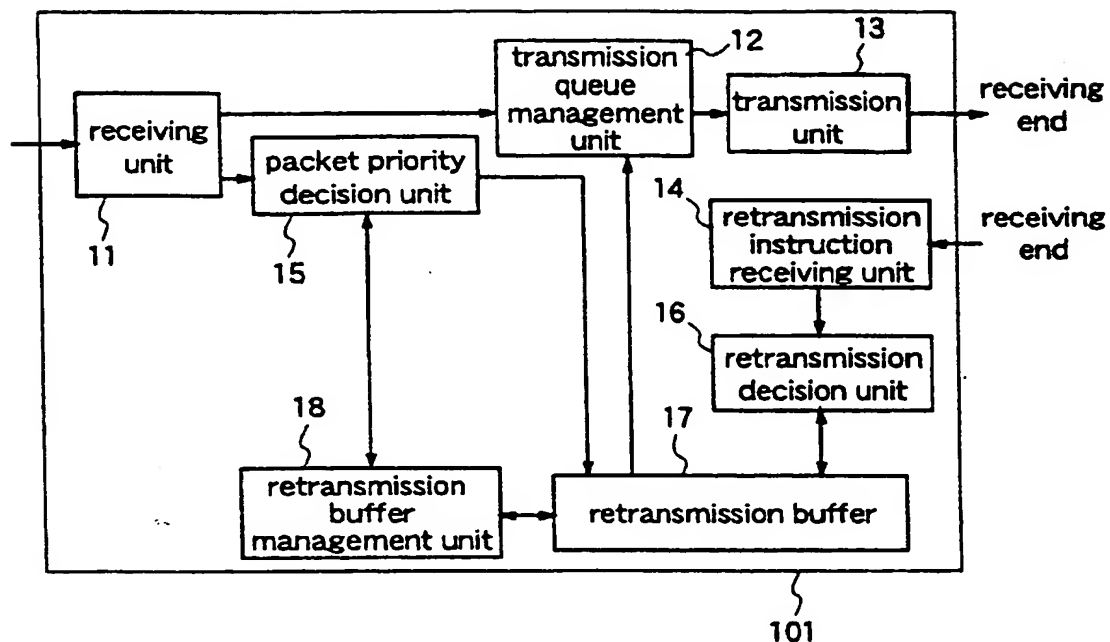 12
13
transmission
queue
management
unit
transmission
unit
receiving
end
receiving
unit
packet priority
decision unit
11
15
14
retransmission
instruction
receiving unit
receiving
end
16
retransmission
decision unit
18
17
retransmission
buffer
management unit
retransmission buffer
101